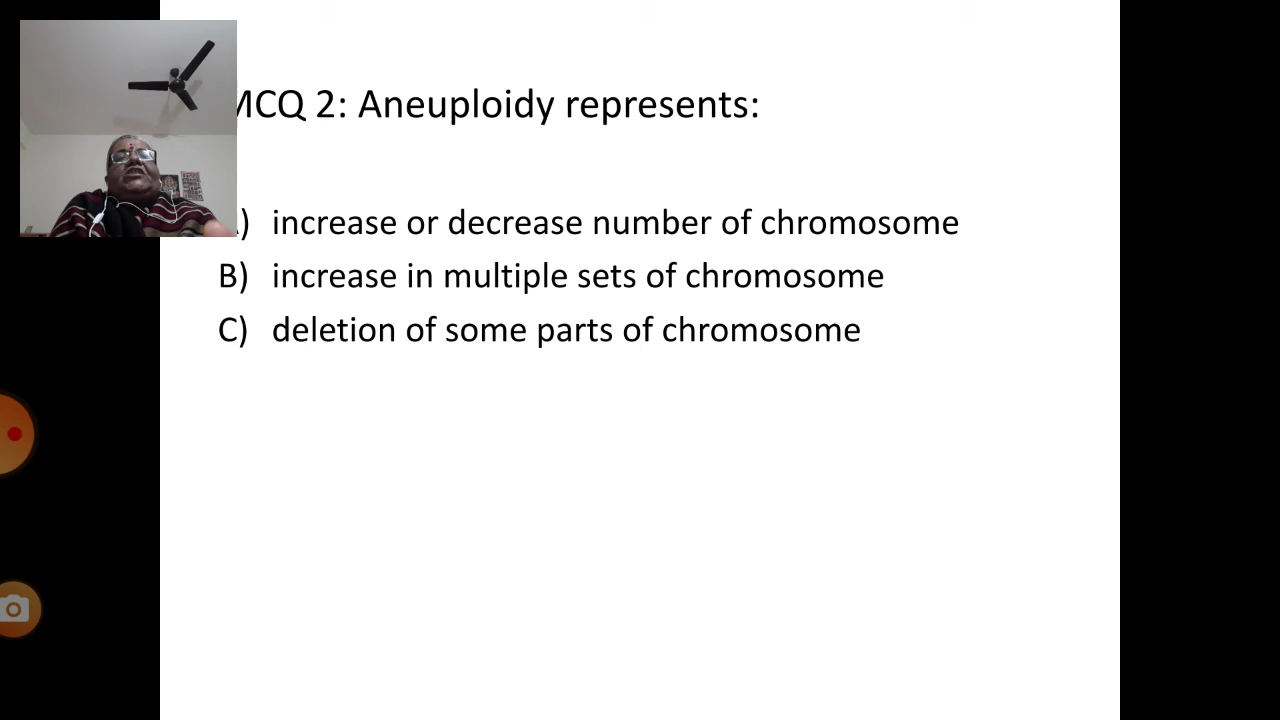 MCQ 2: Aneuploidy represents:
) increase or decrease number of chromosome
B) increase in multiple sets of chromosome
C) deletion of some parts of chromosome